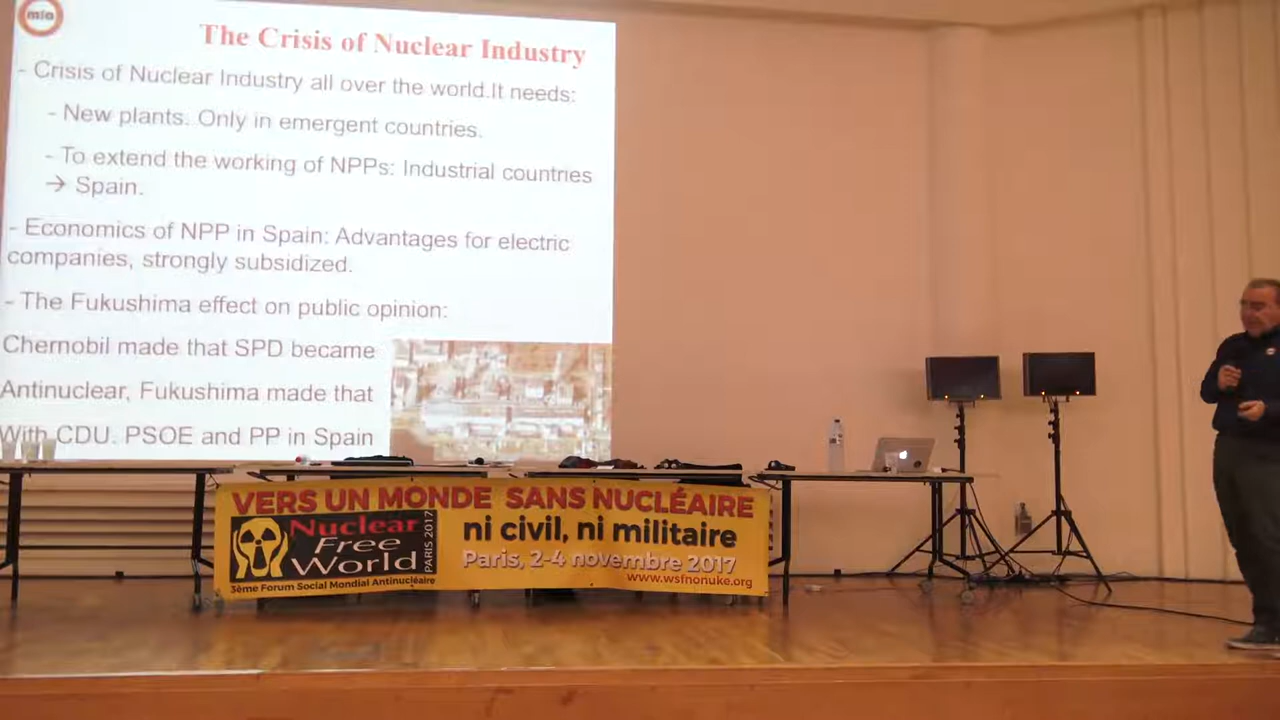 mia
The Crisis of Nuclear Industry
- Crisis of Nuclear Industry all over the world.It needs:
- New plants. Only in emergent countries.
- To extend the working of NPPs: Industrial countries
→ Spain.
- Economics of NPP in Spain: Advantages for electric
companies, strongly subsidized.
- The Fukushima effect on public opinion:
Chernobil made that SPD became
Antinuclear, Fukushima made that
With CDU. PSOE and PP in Spain
VERS UN MONDE SANS NUCLÉAIRE
Nuclear
Free
World
PARIS 2017
3ème Forum Social Mondial Antinucléaire
ni civil, ni militaire
Paris, 2-4 novembre 2017
www.wsfnonuke.org